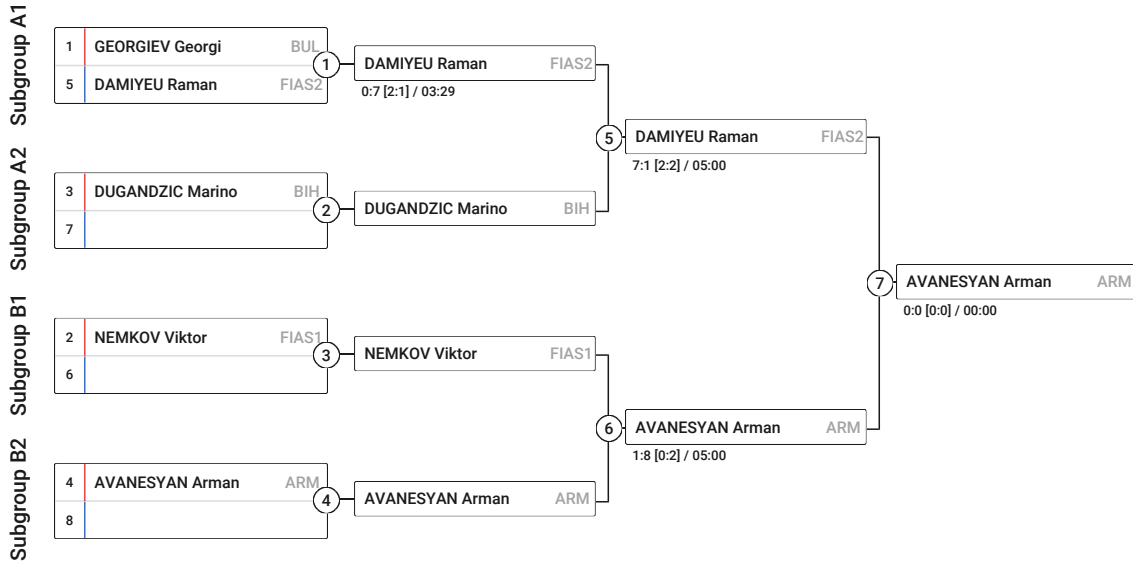 Subgroup A1
1 GEORGIEV Georgi BUL
5 DAMIYEU Raman FIAS2
1
DAMIYEU Raman FIAS2
0:7 [2:1] / 03:29
Subgroup A2
3 DUGANDZIC Marino BIH
7
2
DUGANDZIC Marino BIH
5
DAMIYEU Raman FIAS2
7:1 [2:2] / 05:00
Subgroup B1
2 NEMKOV Viktor FIAS1
6
3
NEMKOV Viktor FIAS1
Subgroup B2
4 AVANESYAN Arman ARM
8
4
AVANESYAN Arman ARM
6
AVANESYAN Arman ARM
1:8 [0:2] / 05:00
7
AVANESYAN Arman ARM
0:0 [0:0] / 00:00